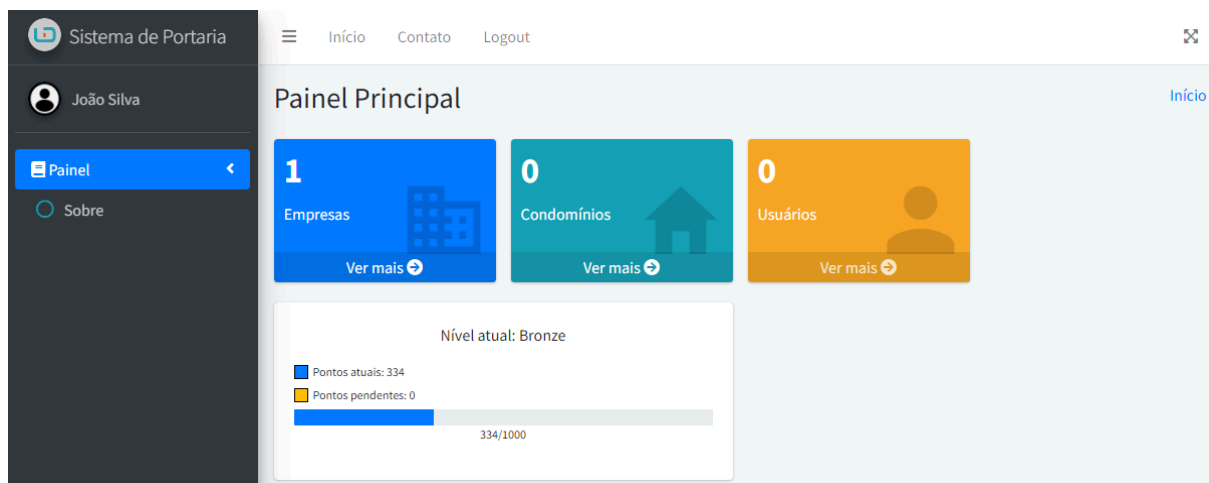 Sistema de Portaria
Início Contato Logout
João Silva
Painel Principal
Início
Painel
Sobre
1
Empresas
Ver mais
0
Condomínios
Ver mais
0
Usuários
Ver mais
Nível atual: Bronze
Pontos atuais: 334
Pontos pendentes: 0
334/1000